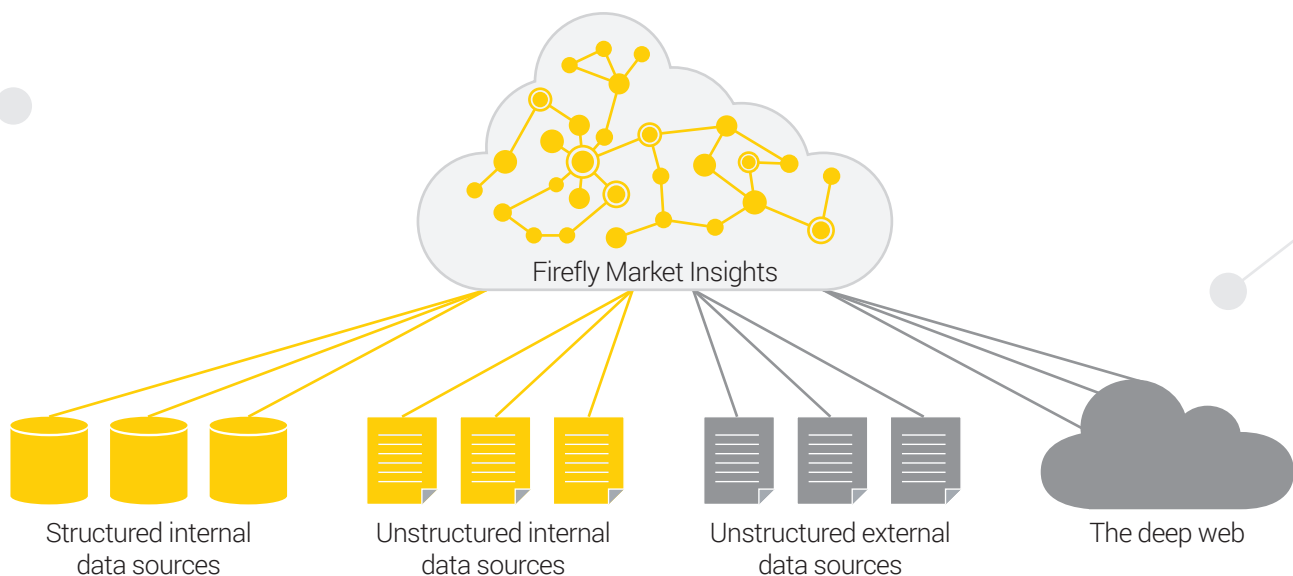 Firefly Market Insights
Structured internal
data sources
Unstructured internal
data sources
Unstructured external
data sources
The deep web